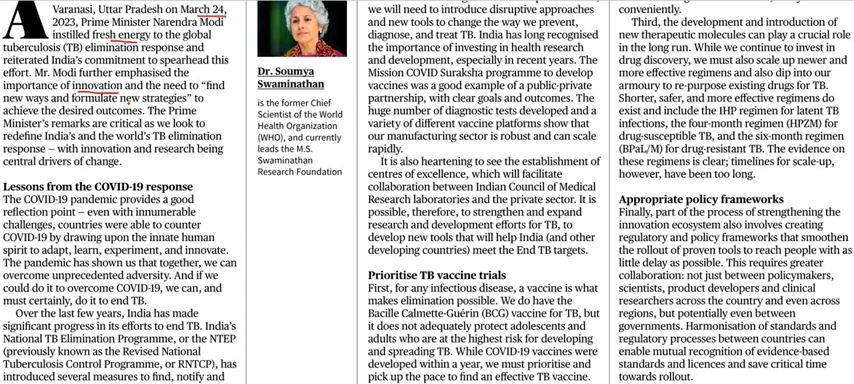 A
Varanasi, Uttar Pradesh on March 24,
2023, Prime Minister Narendra Modi
instilled fresh energy to the global
tuberculosis (TB) elimination response and
reiterated India's commitment to spearhead this
effort. Mr. Modi further emphasised the
importance of innovation and the need to “find
new ways and formulate new strategies” to
achieve the desired outcomes. The Prime
Minister's remarks are apt as we look to
redefine India's and the world's TB elimination
response — with innovation and research being
central drivers of change.
Lessons from the COVID-19 response
The COVID-19 pandemic provides a good
reflection point — even with innumerable
challenges, countries were able to counter
COVID-19 by drawing upon the innate human
spirit to adapt, learn, experiment, and innovate.
The pandemic has shown us that together, we can
overcome unprecedented adversity. And if we
could do it to overcome COVID-19, we can, and
must certainly, do it to end TB.
Over the last few years, India has made
significant progress in its efforts to end TB. India's
National TB Elimination Programme, or the NTEP
(previously known as the Revised National
Tuberculosis Control Programme, or RNTCP), has
introduced several measures to find, notify and
Dr. Soumya
Swaminathan
is the former Chief
Scientist of the World
Health Organization
(WHO), and currently
leads the M.S.
Swaminathan
Research Foundation
we will need to introduce disruptive approaches
and new tools to change the way we prevent,
diagnose, and treat TB. India has long recognised
the importance of investing in health research
and development, especially in recent years. The
Mission COVID Suraksha programme to develop
vaccines was a good example of a public-private
partnership, with clear goals and outcomes. The
huge number of diagnostic tests developed and a
variety of different vaccine platforms show that
our manufacturing sector is robust and can scale
rapidly.
It is also heartening to see the establishment of
centres of excellence, which will facilitate
collaboration between Indian Council of Medical
Research laboratories and the private sector. It is
possible, therefore, to strengthen and expand
research and development efforts for TB, to
develop new tools that will help India (and other
developing countries) meet the End TB targets.
Prioritise TB vaccine trials
First, for any infectious disease, a vaccine is what
makes elimination possible. We do have the
Bacille Calmette-Guérin (BCG) vaccine for TB, but
it does not adequately protect adolescents and
adults who are at the highest risk for developing
and spreading TB. While COVID-19 vaccines were
developed within a year, we must prioritise and
pick up the pace to find an effective TB vaccine.
conveniently.
Third, the development and introduction of
new therapeutic molecules can play a crucial role
in the long run. While we continue to invest in
drug discovery, we must also scale up newer and
more effective regimens and also dip into our
armoury to re-purpose existing drugs for TB.
Shorter, safer, and more effective regimens do
exist and include the IHP regimen for latent TB
infections, the four-month regimen (HPZM) for
drug-susceptible TB, and the six-month regimen
(BPaL/M) for drug-resistant TB. The evidence on
these regimens is clear; timelines for scale-up,
however, have been too long.
Appropriate policy frameworks
Finally, part of the process of strengthening the
innovation ecosystem also involves creating
regulatory and policy frameworks that smoothen
the rollout of proven tools to reach people with as
little delay as possible. This requires greater
collaboration: not just between policymakers,
scientists, product developers and clinical
researchers across the country and even across
regions, but potentially even between
governments. Harmonisation of standards and
regulatory processes between countries can
enable mutual recognition of evidence-based
standards and licences and save critical time
towards rollout.